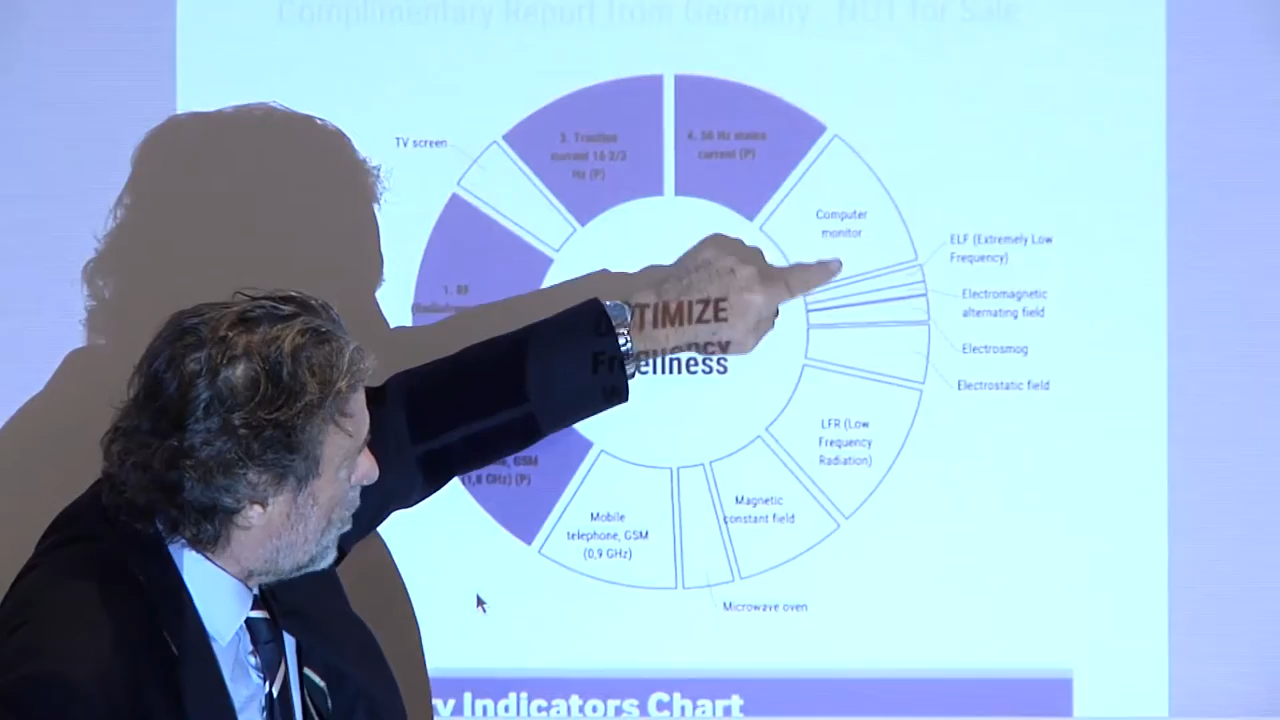 Complimentary Report from Germany , NOT for Sale
TV screen
3. Traction
current 16 2/3
Hz (P)
4. 50 Hz mains
current (P)
Computer
monitor
ELF (Extremely Low
Frequency)
Electromagnetic
alternating field
Electrosmog
Electrostatic field
1. RF
OPTIMIZE
Freeliness
LFR (Low
Frequency
Radiation)
GSM
(1,8 GHz) (P)
Mobile
telephone, GSM
(0,9 GHz)
Magnetic
constant field
Microwave oven
y Indicators Chart